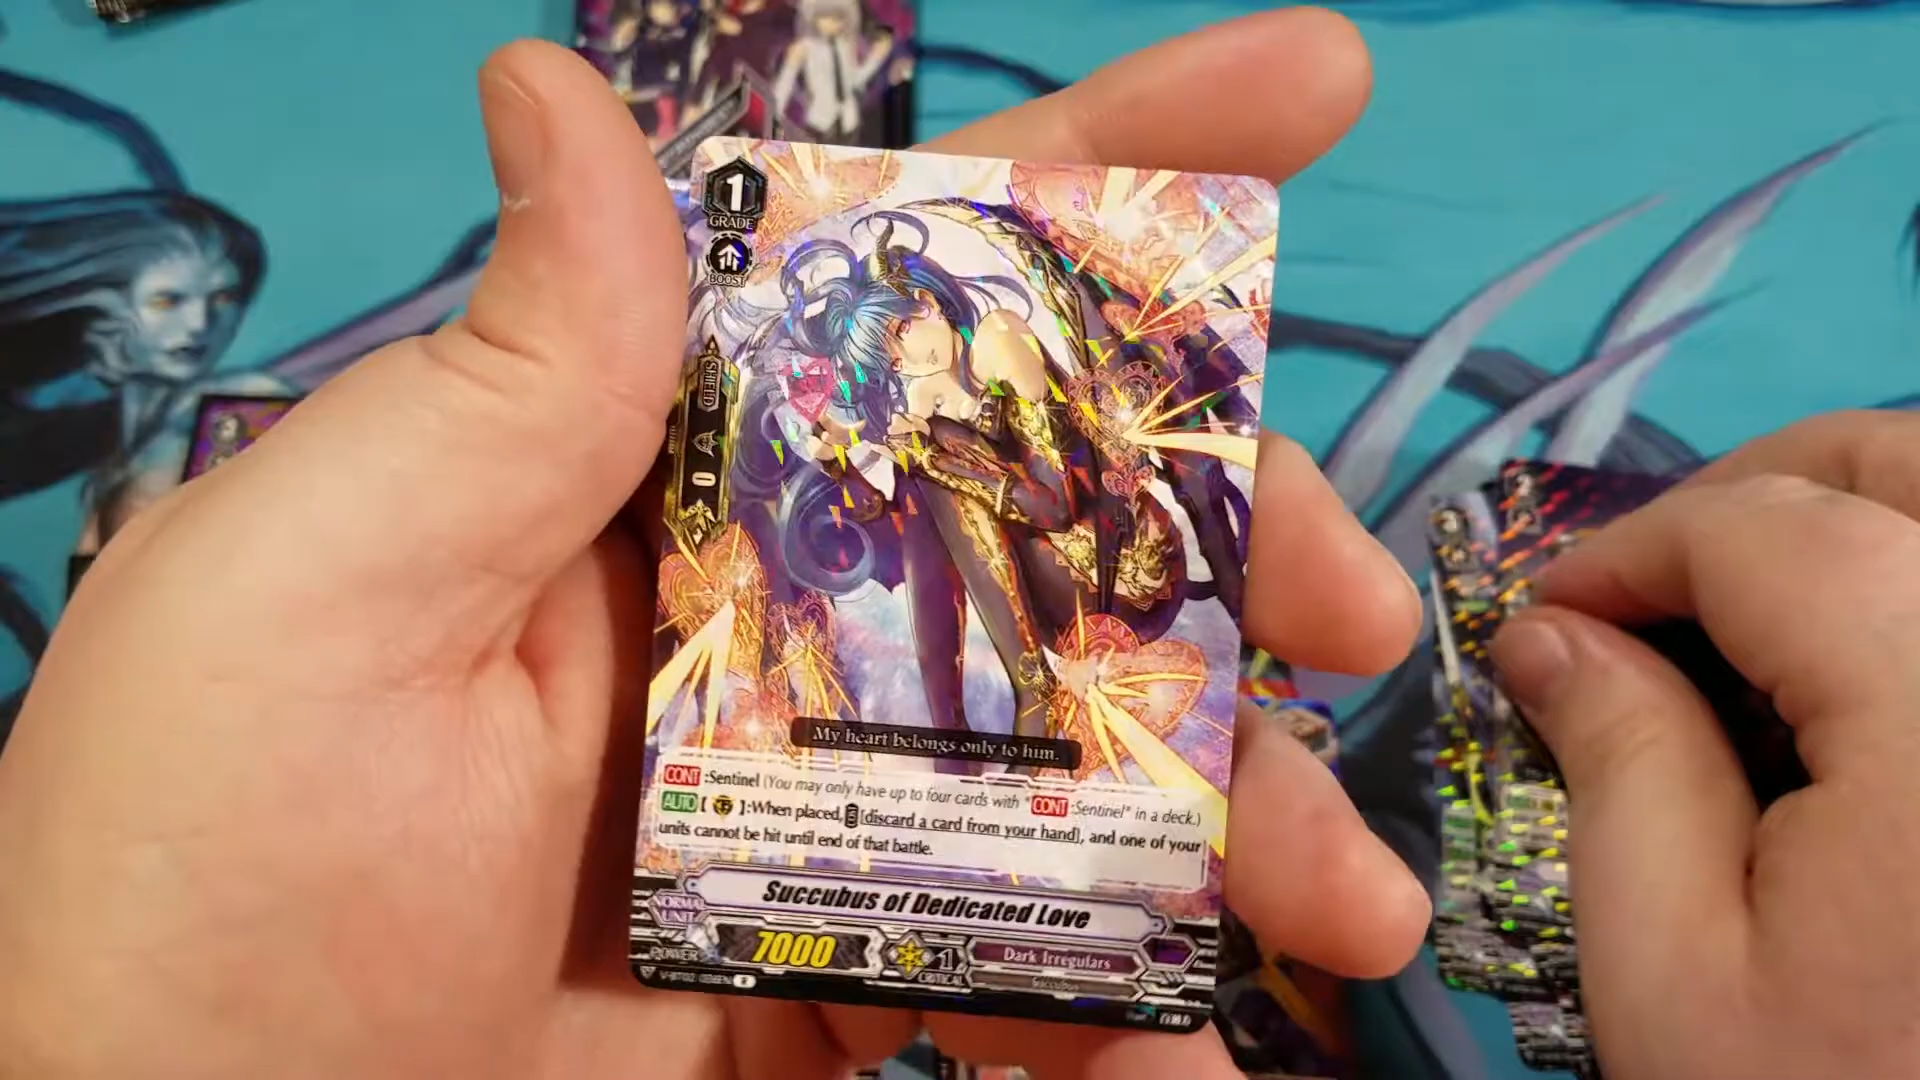 1
GRADE
BOOST
SHIELD
0
My heart belongs only to him.
CONT:Sentinel (You may only have up to four cards with "CONT:Sentinel" in a deck.)
AUTO[ ]:When placed, [discard a card from your hand], and one of your
units cannot be hit until end of that battle.
Succubus of Dedicated Love
NORMAL
UNIT
POWER 7000
1
CRITICAL
Dark Irregulars
Succubus